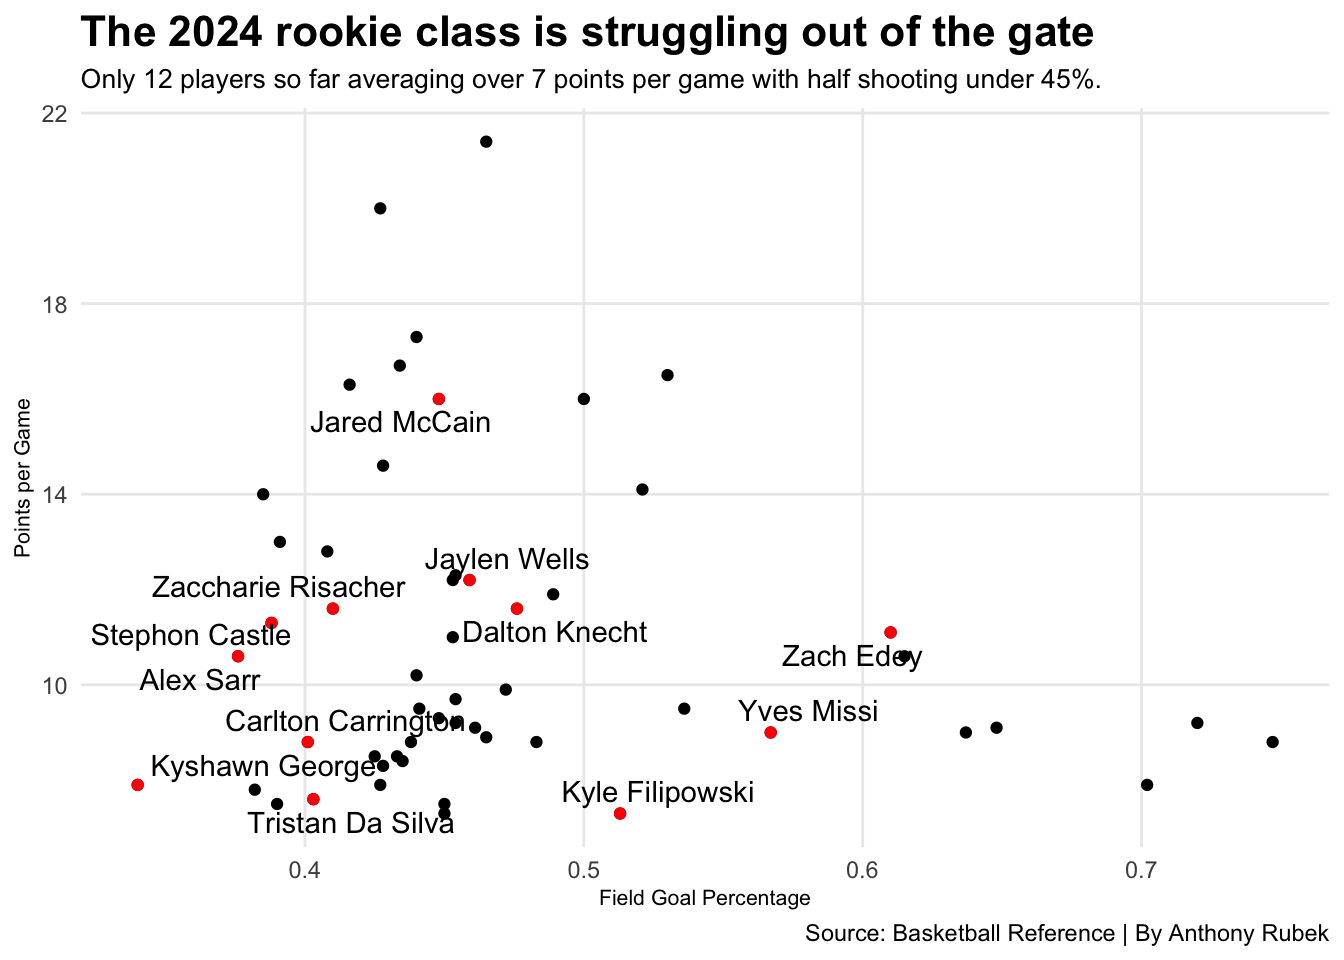 The 2024 rookie class is struggling out of the gate
Only 12 players so far averaging over 7 points per game with half shooting under 45%.
22
18
14
10
Points per Game
Jared McCain
Jaylen Wells
Zaccharie Risacher
Stephon Castle
Dalton Knecht
Zach Edey
Alex Sarr
Yves Missi
Carlton Carrington
Kyshawn George
Kyle Filipowski
Tristan Da Silva
0.4
0.5
0.6
0.7
Field Goal Percentage
Source: Basketball Reference | By Anthony Rubek